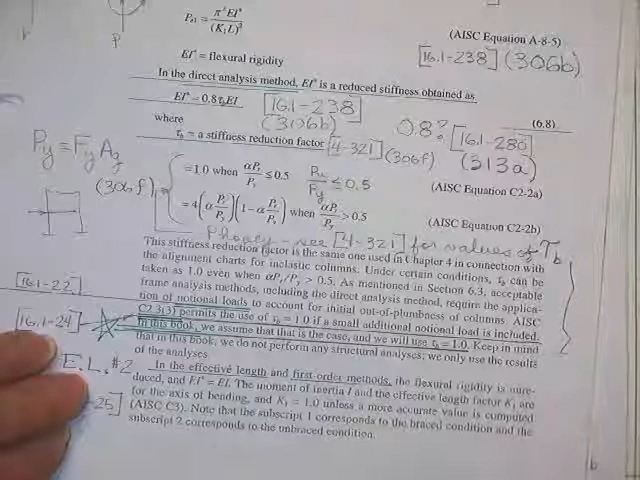 P
P_e1 = π²EI* / (K₁L)²
(AISC Equation A-8-5)
EI* = flexural rigidity
[16.1-238] (306b)
In the direct analysis method, EI* is a reduced stiffness obtained as
EI* = 0.8τ_bEI [16.1-238] (6.8)
(306b) 0.8? [16.1-280]
where
τ_b = a stiffness reduction factor [4-321] (306f) (313a)
P_y = F_y A_g
= 1.0 when αP_r/P_y ≤ 0.5 P_u/P_y ≤ 0.5 (AISC Equation C2-2a)
(306f)
= 4(α P_r/P_y)(1 − α P_r/P_y) when αP_r/P_y > 0.5 (AISC Equation C2-2b)
Phooey - see [4-321] for values of τ_b
This stiffness reduction factor is the same one used in Chapter 4 in connection with
the alignment charts for inelastic columns. Under certain conditions, τ_b can be
taken as 1.0 even when αP_r/P_y > 0.5. As mentioned in Section 6.3, acceptable
frame analysis methods, including the direct analysis method, require the applica-
[16.1-22]
tion of notional loads to account for initial out-of-plumbness of columns. AISC
C2.3(3) permits the use of τ_b = 1.0 if a small additional notional load is included.
[16.1-24]
In this book, we assume that that is the case, and we will use τ_b = 1.0. Keep in mind
that in this book, we do not perform any structural analyses; we only use the results
of the analyses.
E.L. #2
In the effective length and first-order methods, the flexural rigidity is unre-
duced, and EI* = EI. The moment of inertia I and the effective length factor K₁ are
for the axis of bending, and K₁ = 1.0 unless a more accurate value is computed
25]
(AISC C3). Note that the subscript 1 corresponds to the braced condition and the
subscript 2 corresponds to the unbraced condition.